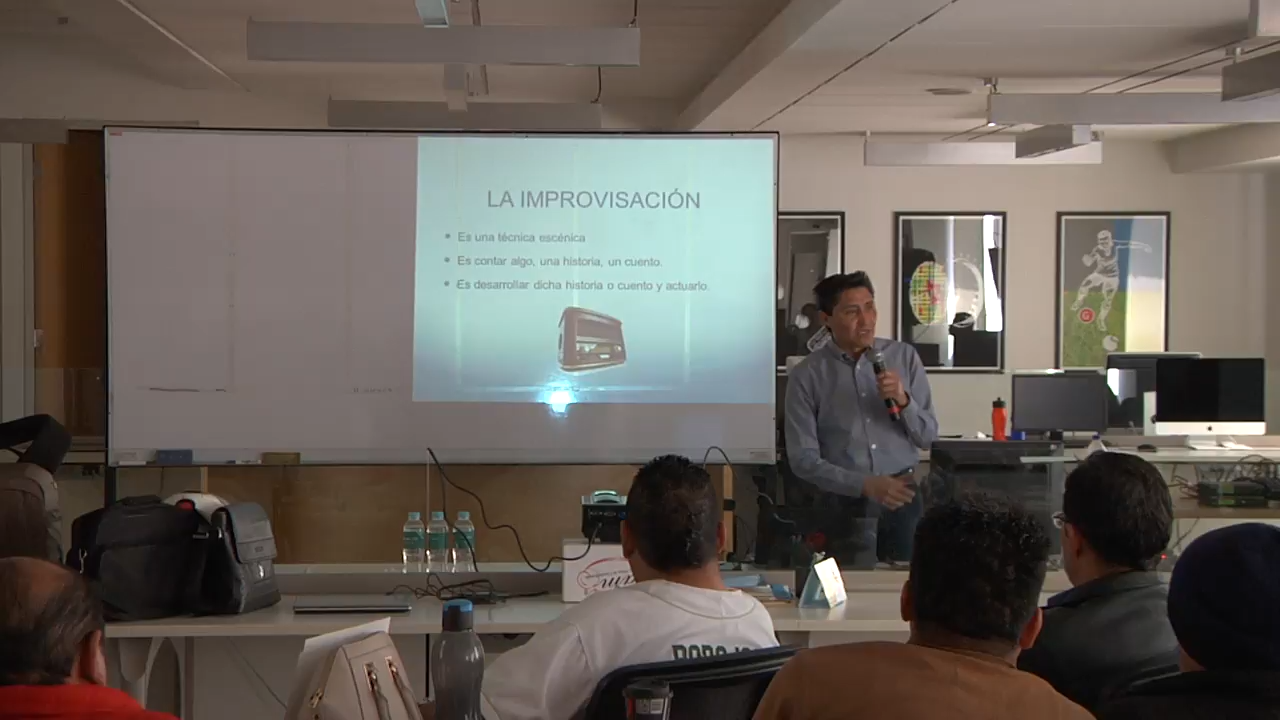 LA IMPROVISACIÓN
Es una técnica escénica
Es contar algo, una historia, un cuento.
Es desarrollar dicha historia o cuento y actuarlo.